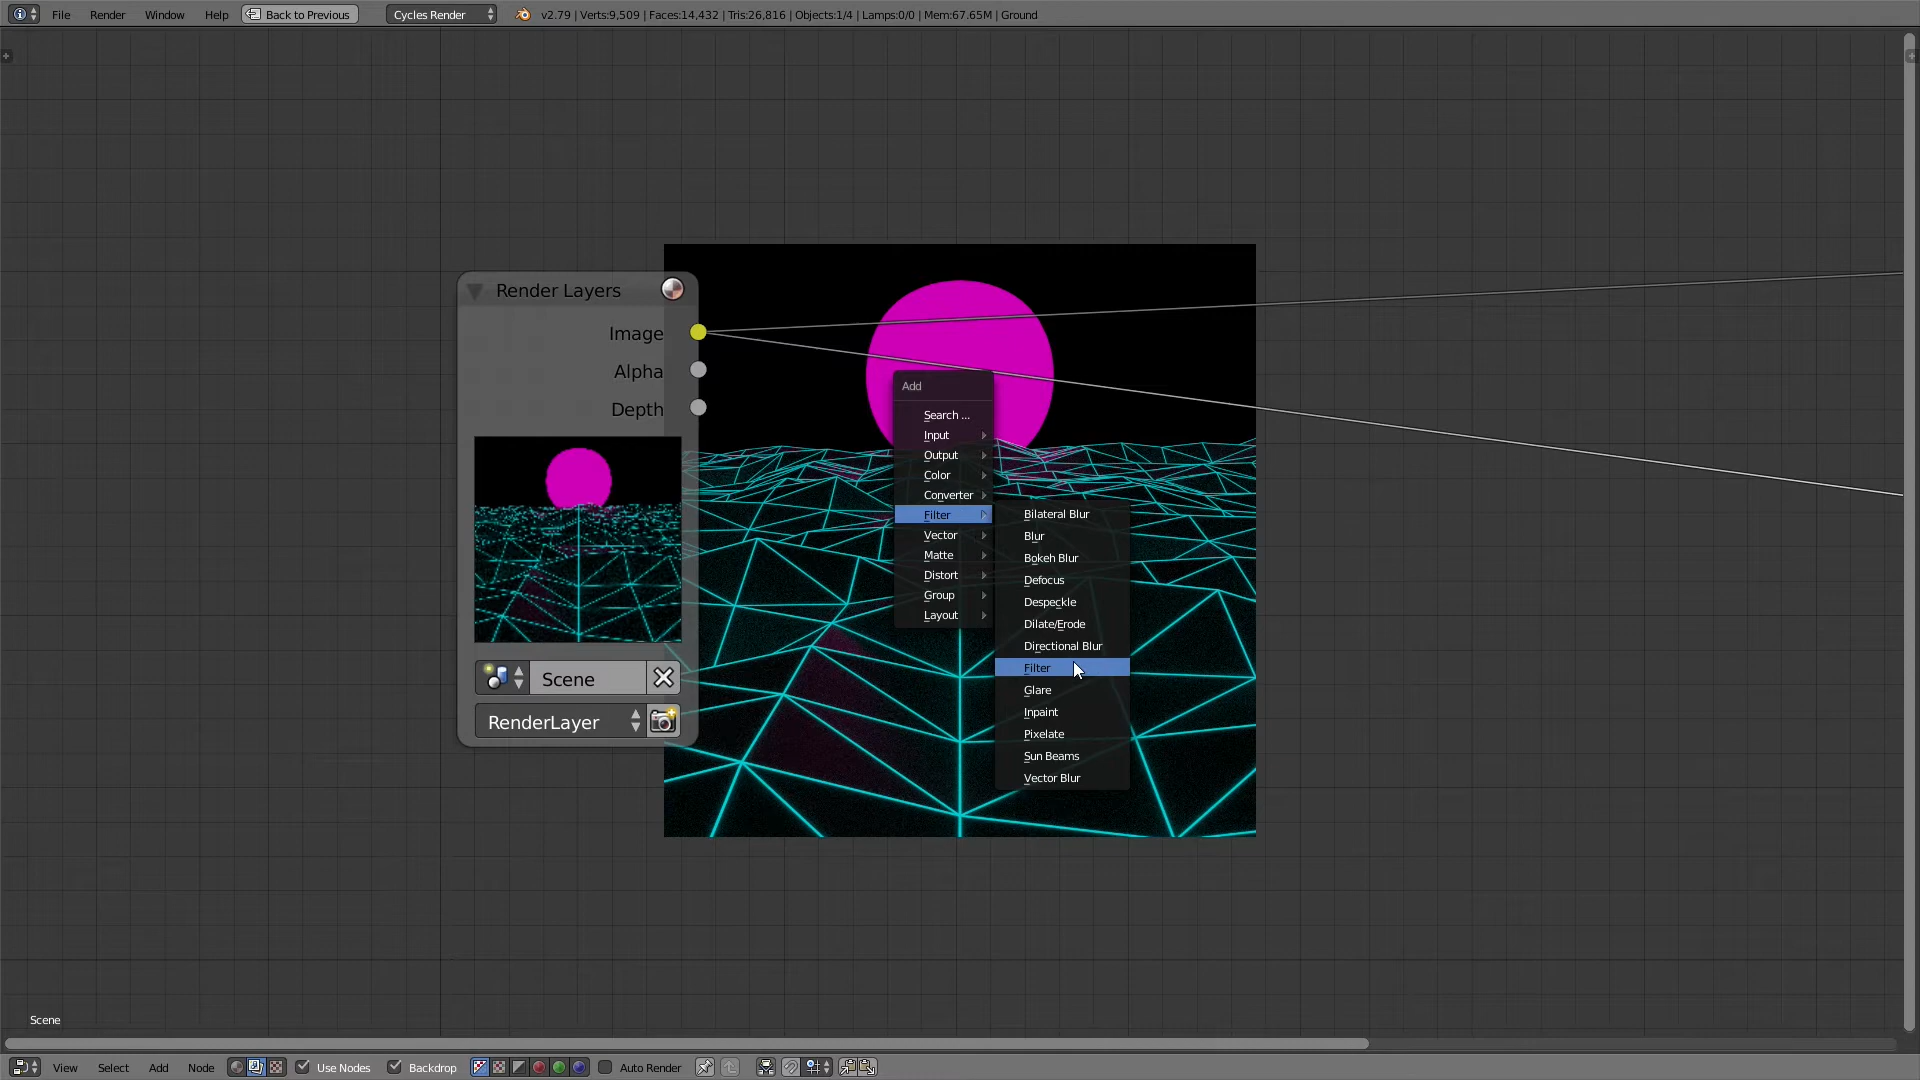 File Render Window Help Back to Previous Cycles Render v2.79 | Verts:9,509 | Faces:14,432 | Tris:26,816 | Objects:1/4 | Lamps:0/0 | Mem:67.65M | Ground
Render Layers
Image
Alpha
Depth
Scene
RenderLayer
Add
Search ...
Input
Output
Color
Converter
Filter
Vector
Matte
Distort
Group
Layout
Bilateral Blur
Blur
Bokeh Blur
Defocus
Despeckle
Dilate/Erode
Directional Blur
Filter
Glare
Inpaint
Pixelate
Sun Beams
Vector Blur
Scene
View Select Add Node Use Nodes Backdrop Auto Render